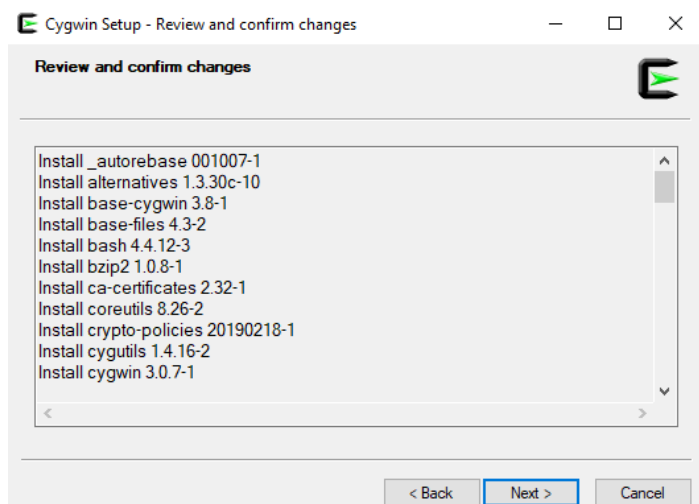 Cygwin Setup - Review and confirm changes
Review and confirm changes
Install _autorebase 001007-1
Install alternatives 1.3.30c-10
Install base-cygwin 3.8-1
Install base-files 4.3-2
Install bash 4.4.12-3
Install bzip2 1.0.8-1
Install ca-certificates 2.32-1
Install coreutils 8.26-2
Install crypto-policies 20190218-1
Install cygutils 1.4.16-2
Install cygwin 3.0.7-1
< Back Next > Cancel